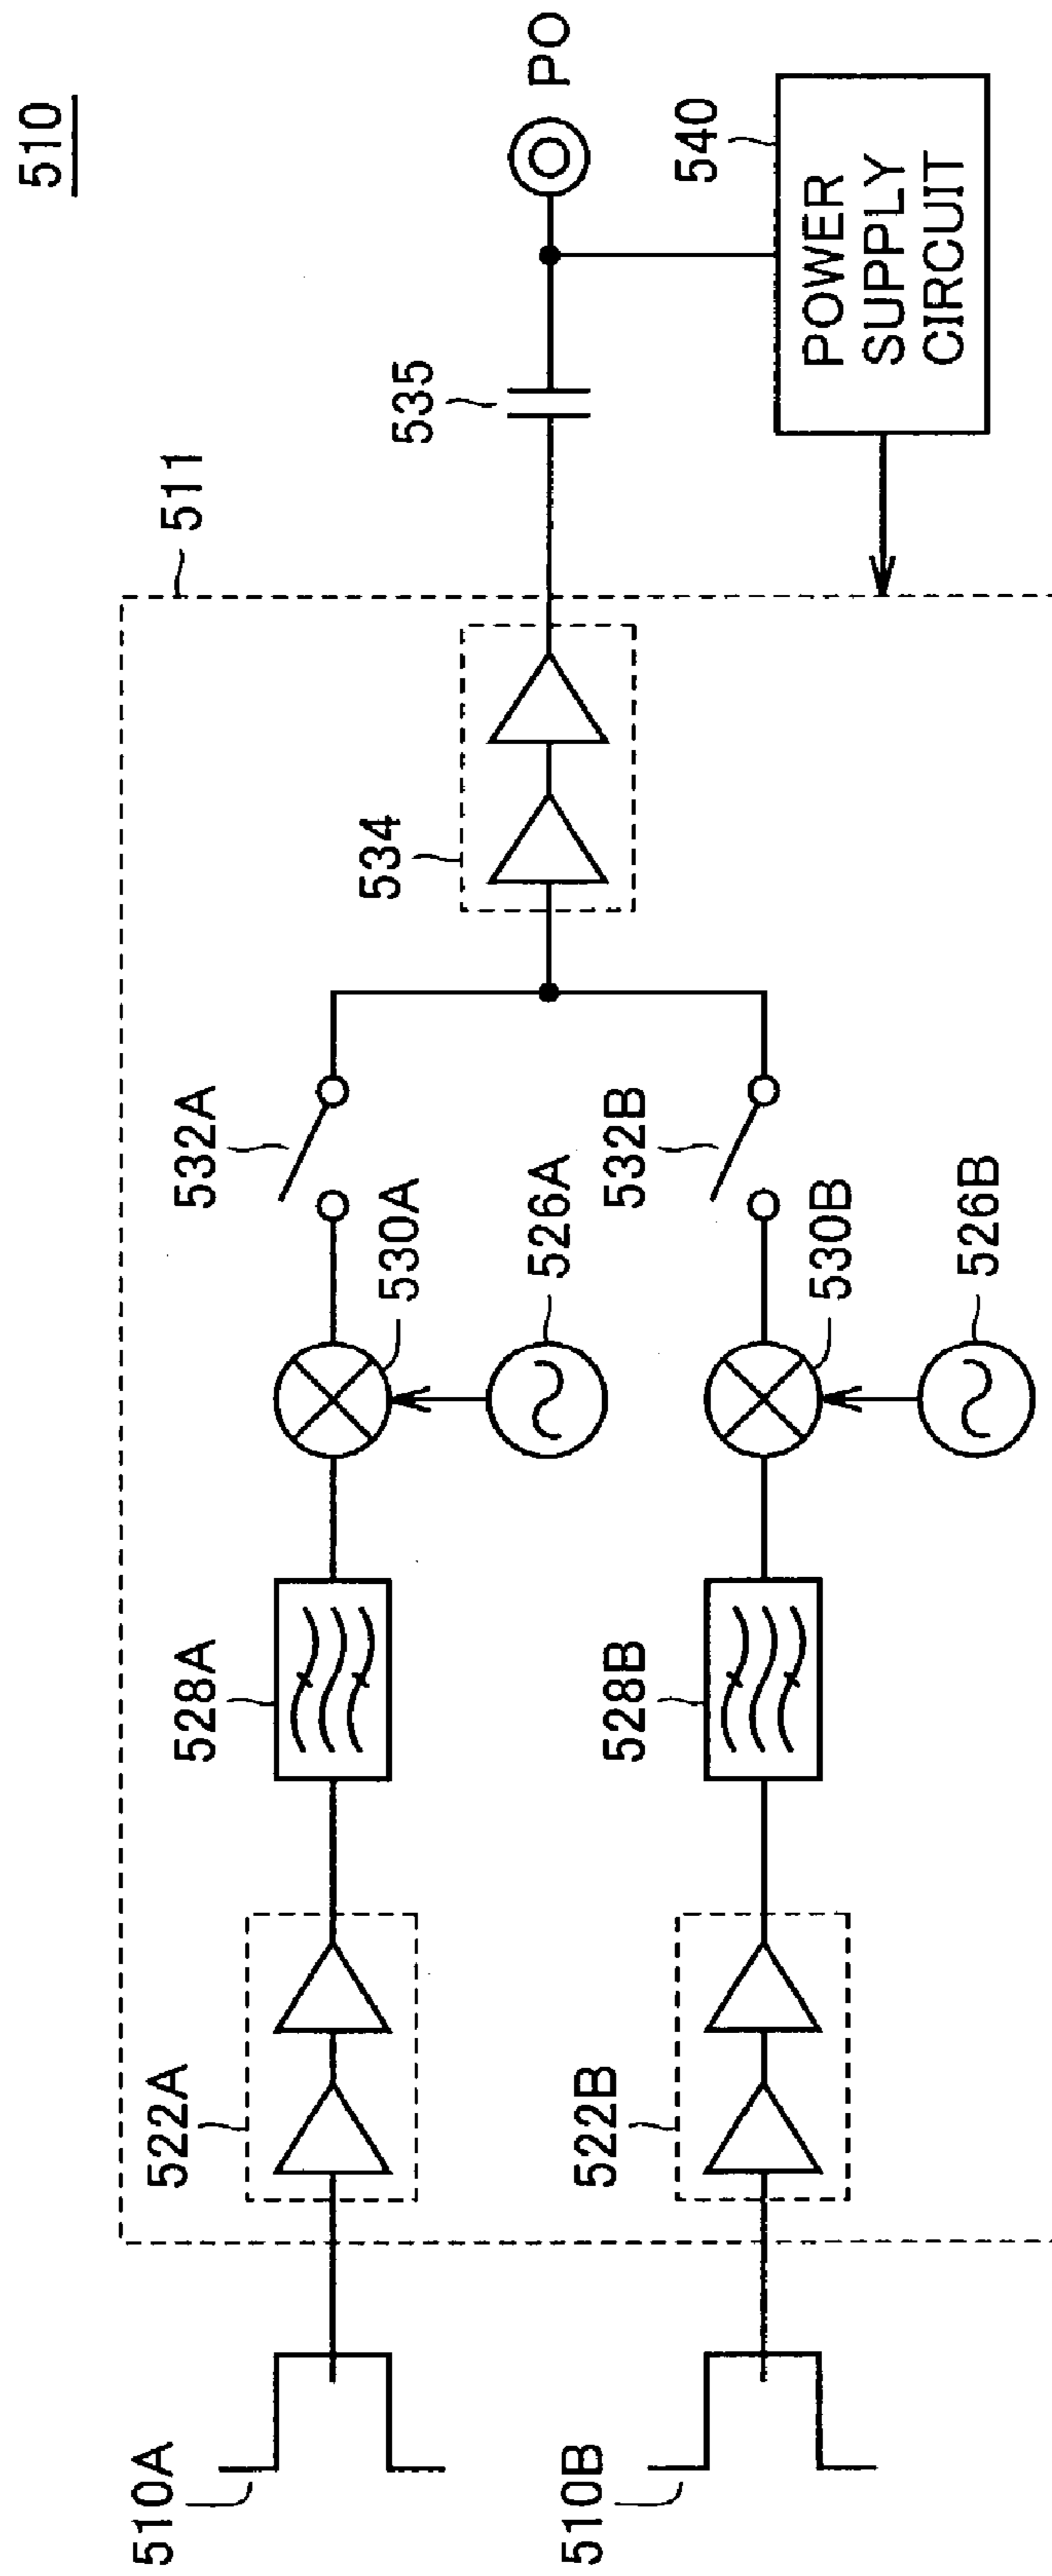 510
511
510A
522A
528A
530A
526A
532A
534
535
PO
510B
522B
528B
530B
526B
532B
540
POWER
SUPPLY
CIRCUIT